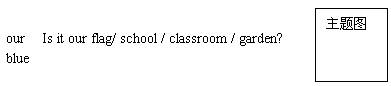 our Is it our flag/ school / classroom / garden?
blue
主题图